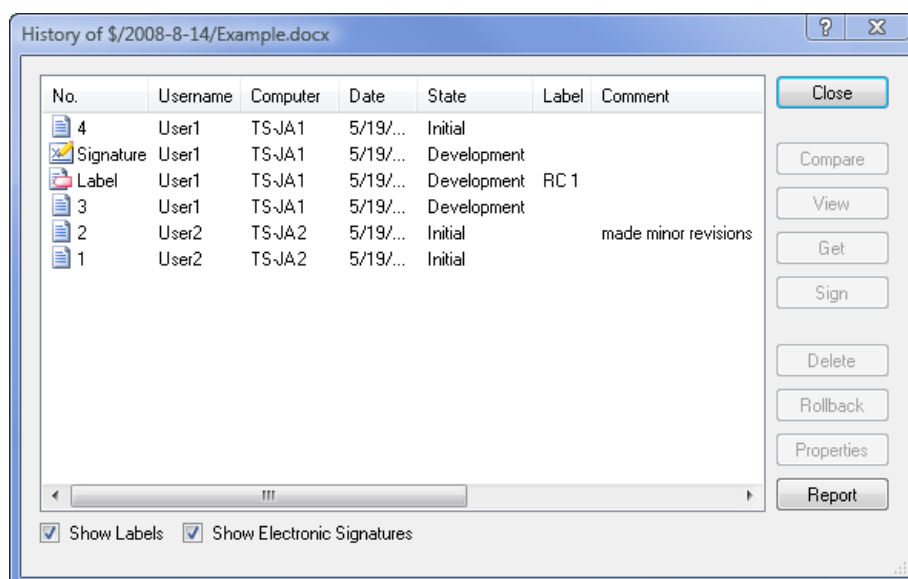 History of $/2008-8-14/Example.docx
No. Username Computer Date State Label Comment
4 User1 TS-JA1 5/19/... Initial
Signature User1 TS-JA1 5/19/... Development
Label User1 TS-JA1 5/19/... Development RC 1
3 User1 TS-JA1 5/19/... Development
2 User2 TS-JA2 5/19/... Initial made minor revisions
1 User2 TS-JA2 5/19/... Initial
Close
Compare
View
Get
Sign
Delete
Rollback
Properties
Report
Show Labels Show Electronic Signatures